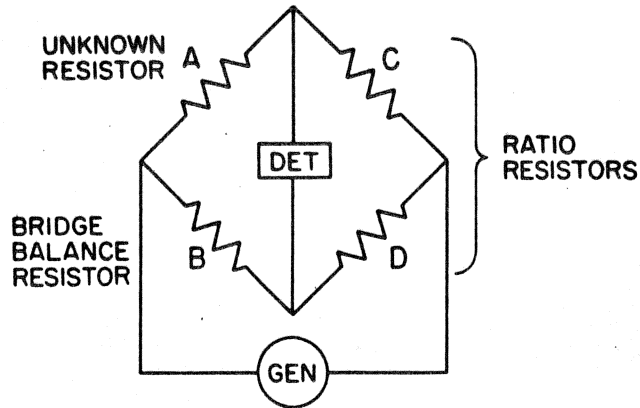 UNKNOWN
RESISTOR
A
C
DET
RATIO
RESISTORS
BRIDGE
BALANCE
RESISTOR
B
D
GEN